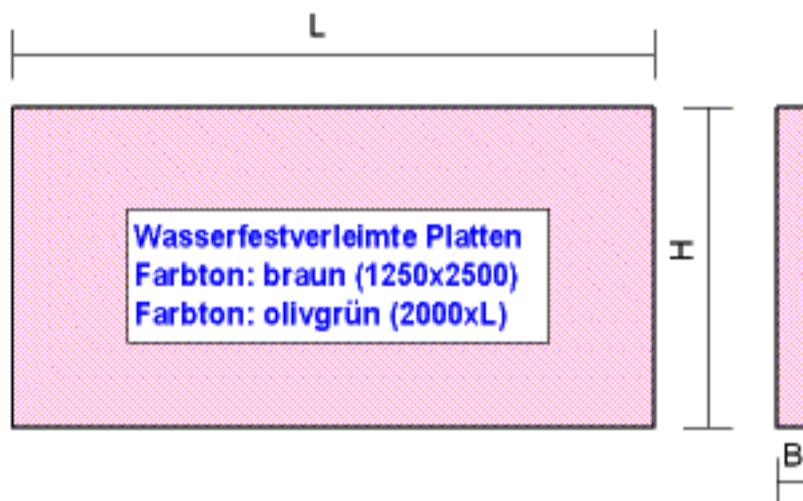 L
Wasserfestverleimte Platten
Farbton: braun (1250x2500)
Farbton: olivgrün (2000xL)
H
B